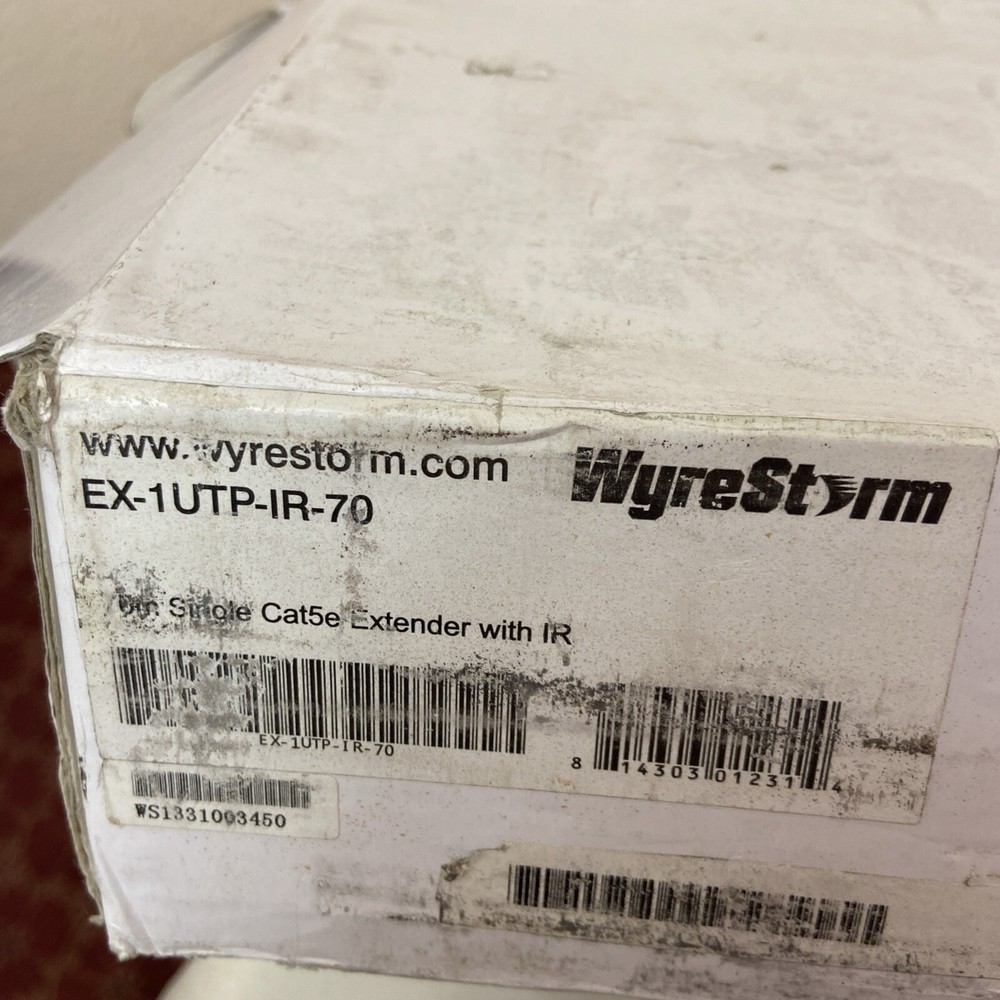 www.wyrestorm.com
WyreStorm
EX-1UTP-IR-70
Single Cat5e Extender with IR
EX-1UTP-IR-70
8 14303 01231 4
WS1331003450